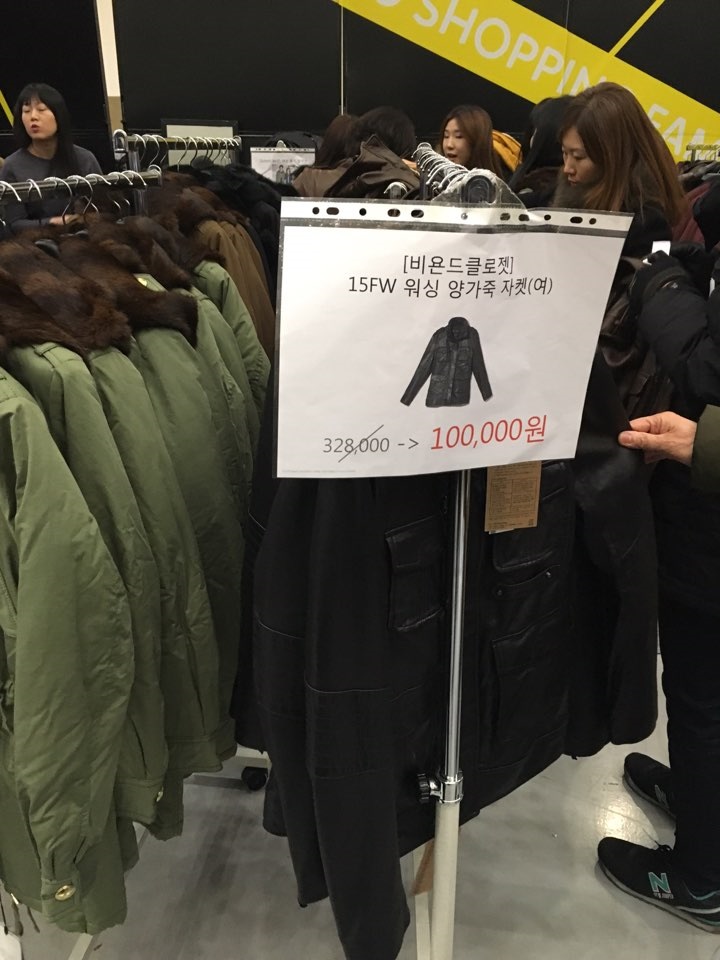 SHOPPIN
[비욘드클로젯]
15FW 워싱 양가죽 자켓(여)
328,000 -> 100,000원
N